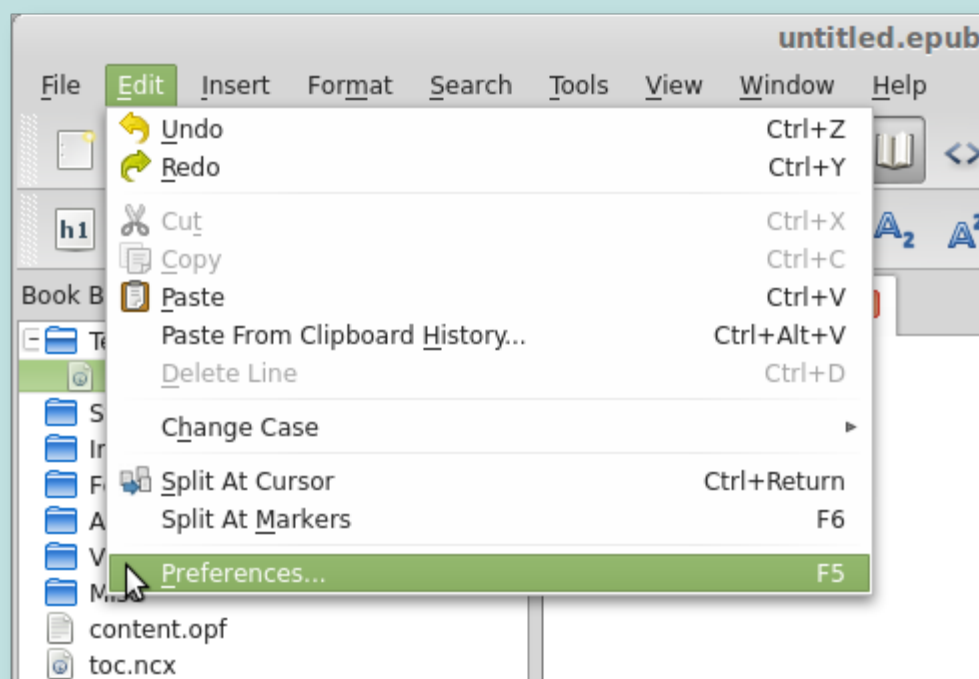 untitled.epub
File Edit Insert Format Search Tools View Window Help
Undo Ctrl+Z
Redo Ctrl+Y
Cut Ctrl+X
h1 A2 A2
Copy Ctrl+C
Book B
Paste Ctrl+V
Paste From Clipboard History... Ctrl+Alt+V
Delete Line Ctrl+D
Change Case
Split At Cursor Ctrl+Return
Split At Markers F6
Preferences... F5
content.opf
toc.ncx